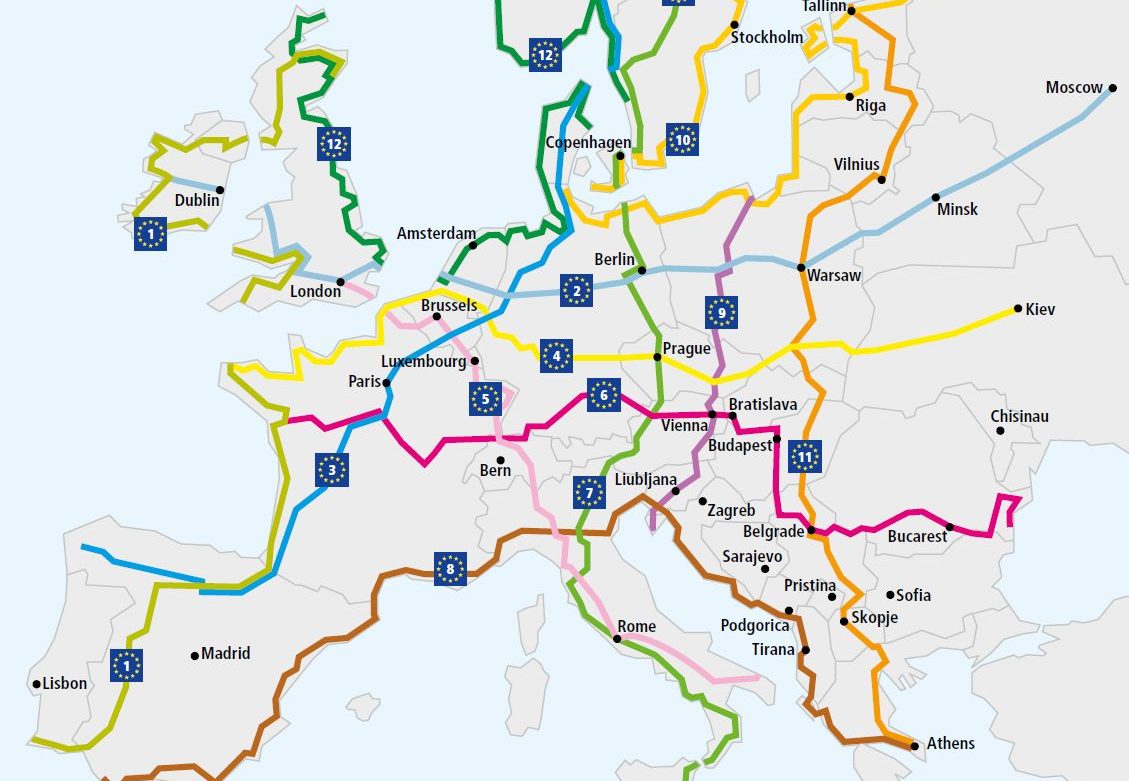 Tallinn
Stockholm
12
Moscow
Riga
12
10
Copenhagen
Vilnius
Dublin
Minsk
1
Amsterdam
Berlin
Warsaw
London
2
Brussels
9
Kiev
Prague
4
Luxembourg
Paris
5
6
Bratislava
Chisinau
Vienna
Budapest
11
3
Bern
Liubljana
7
Zagreb
Belgrade
Bucarest
Sarajevo
8
Pristina
Sofia
Rome
Podgorica
Skopje
Madrid
Tirana
1
Lisbon
Athens